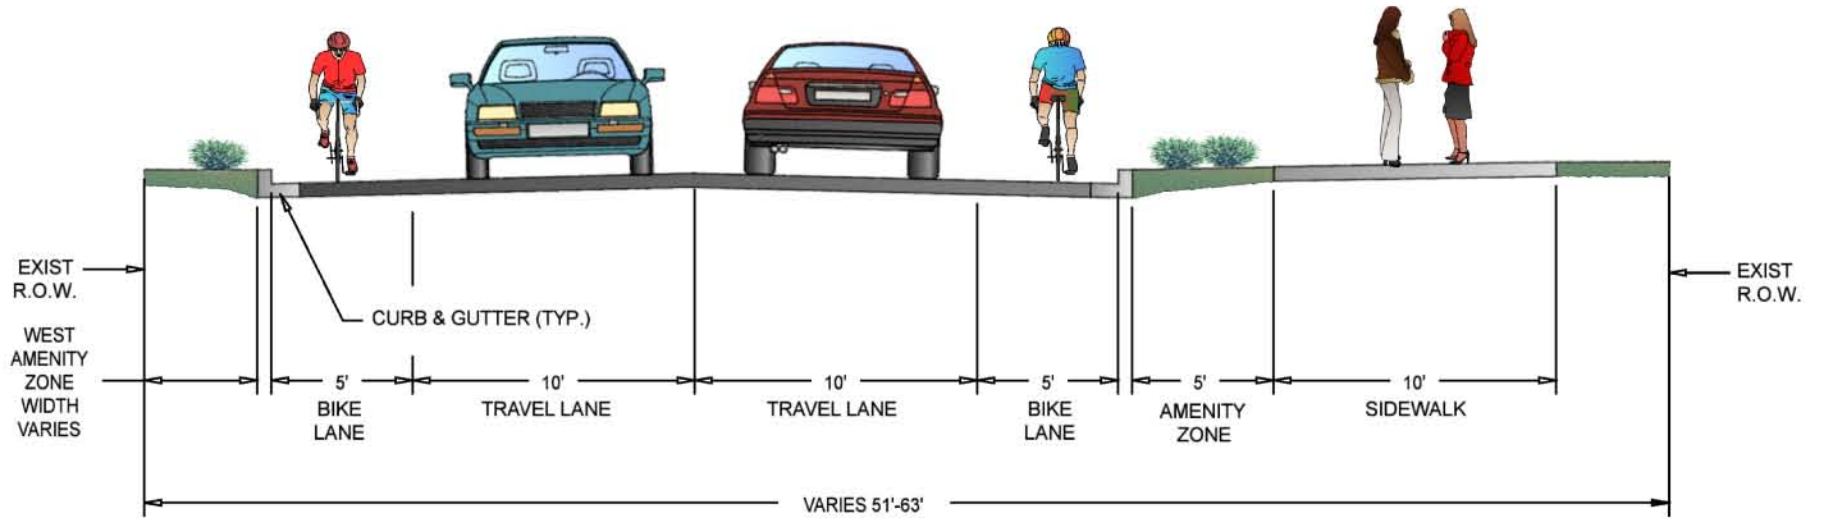 EXIST
R.O.W.
EXIST
R.O.W.
CURB & GUTTER (TYP.)
WEST
AMENITY
ZONE
WIDTH
VARIES
5'
BIKE
LANE
10'
TRAVEL LANE
10'
TRAVEL LANE
5'
BIKE
LANE
5'
AMENITY
ZONE
10'
SIDEWALK
VARIES 51'-63'